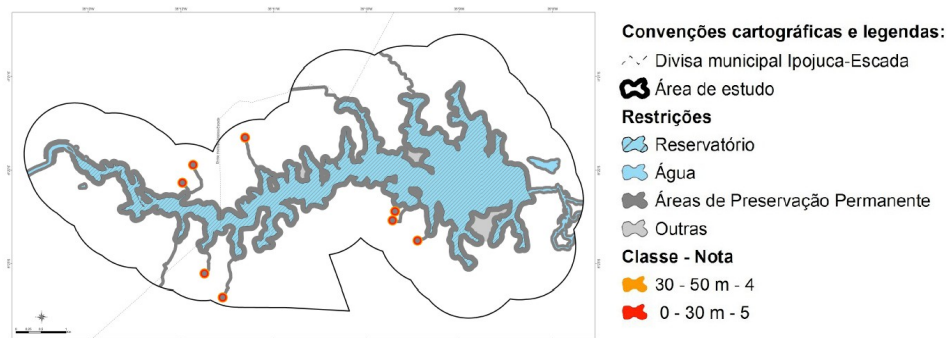 Convenções cartográficas e legendas:
Divisa municipal Ipojuca-Escada
Área de estudo
Restrições
Reservatório
Água
Áreas de Preservação Permanente
Outras
Classe - Nota
30 - 50 m - 4
0 - 30 m - 5